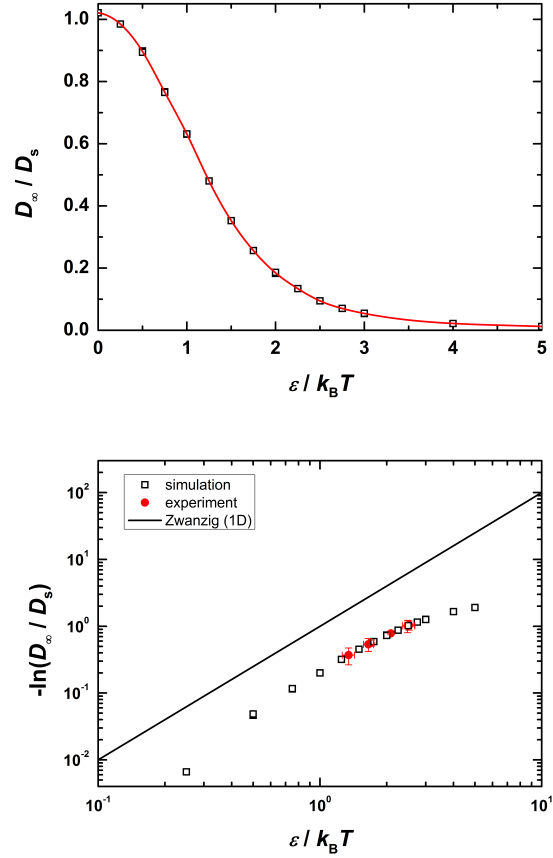 1.0
0.8
0.6
0.4
0.2
0.0
D∞ / Ds
0 1 2 3 4 5
ε / kBT
simulation
experiment
Zwanzig (1D)
10²
10¹
10⁰
10⁻¹
10⁻²
-ln(D∞ / Ds)
10⁻¹ 10⁰ 10¹
ε / kBT